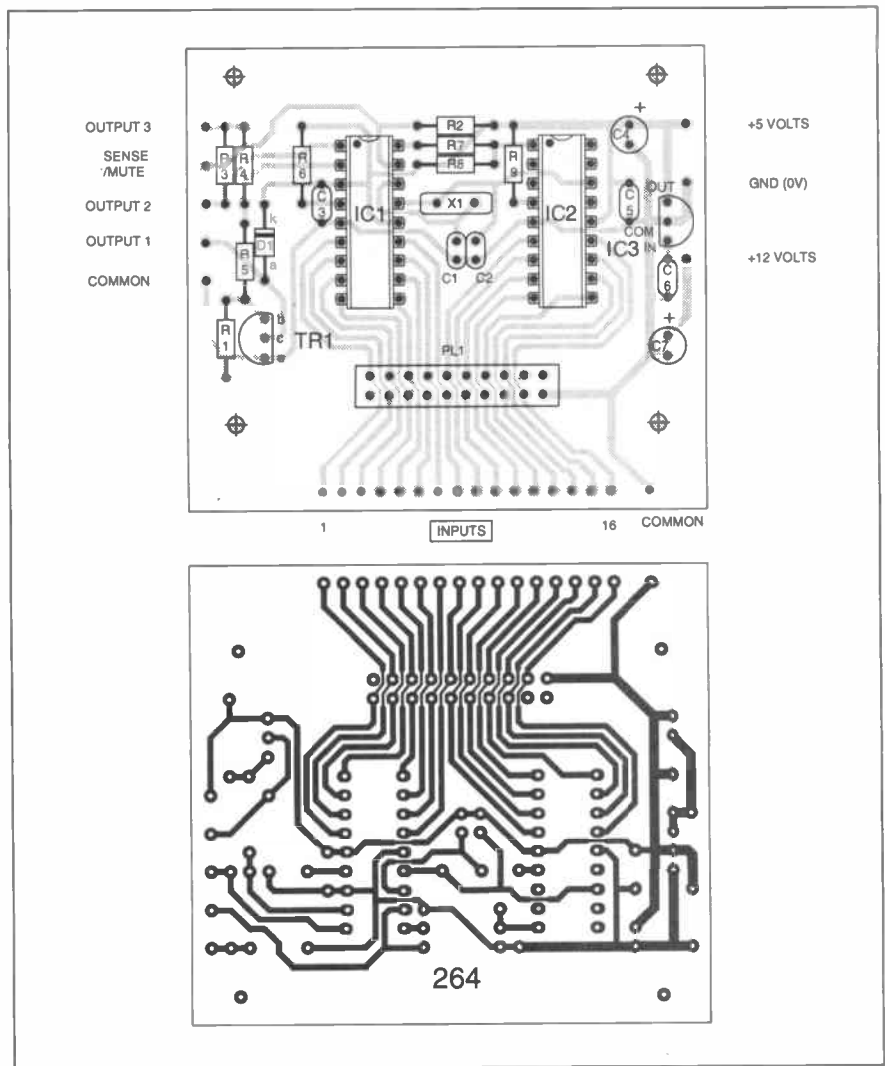 OUTPUT 3
SENSE
/MUTE
OUTPUT 2
OUTPUT 1
COMMON
R
3
R
4
R
6
C
3
k
D1
a
R
5
R
1
b
c
TR1
IC1
R2
R7
R8
X1
C1 C2
R
9
IC2
C4
+
C
5
OUT
COM
IN
IC3
C
6
+
C7
PL1
+5 VOLTS
GND (0V)
+12 VOLTS
1 INPUTS 16 COMMON
264